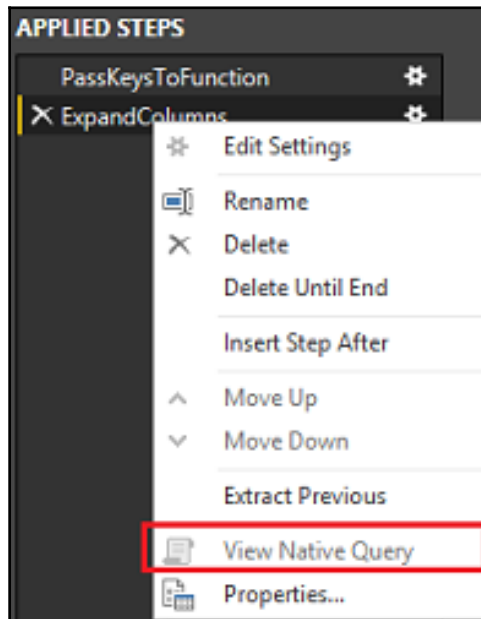 APPLIED STEPS
PassKeysToFunction
ExpandColumns
Edit Settings
Rename
Delete
Delete Until End
Insert Step After
Move Up
Move Down
Extract Previous
View Native Query
Properties...